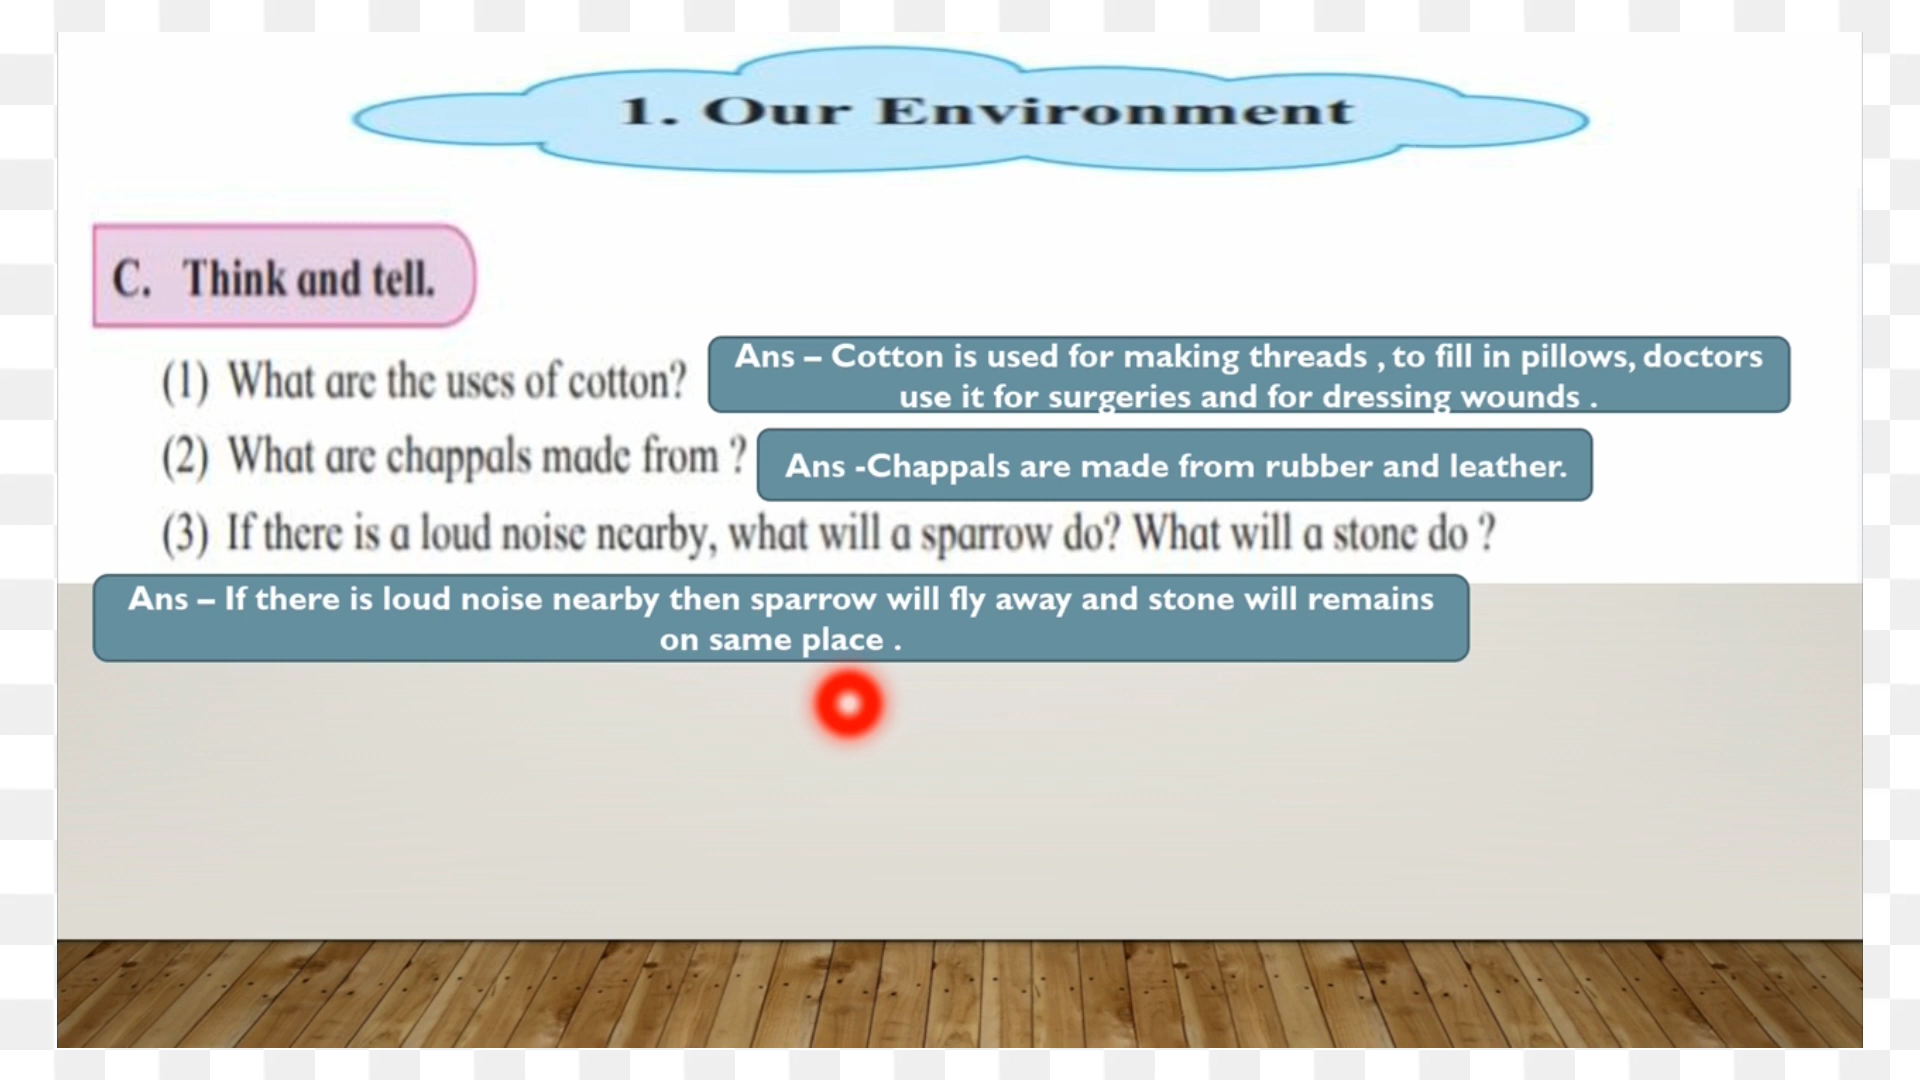 1. Our Environment
C. Think and tell.
(1) What are the uses of cotton?
Ans – Cotton is used for making threads , to fill in pillows, doctors
use it for surgeries and for dressing wounds .
(2) What are chappals made from ?
Ans -Chappals are made from rubber and leather.
(3) If there is a loud noise nearby, what will a sparrow do? What will a stone do ?
Ans – If there is loud noise nearby then sparrow will fly away and stone will remains
on same place .